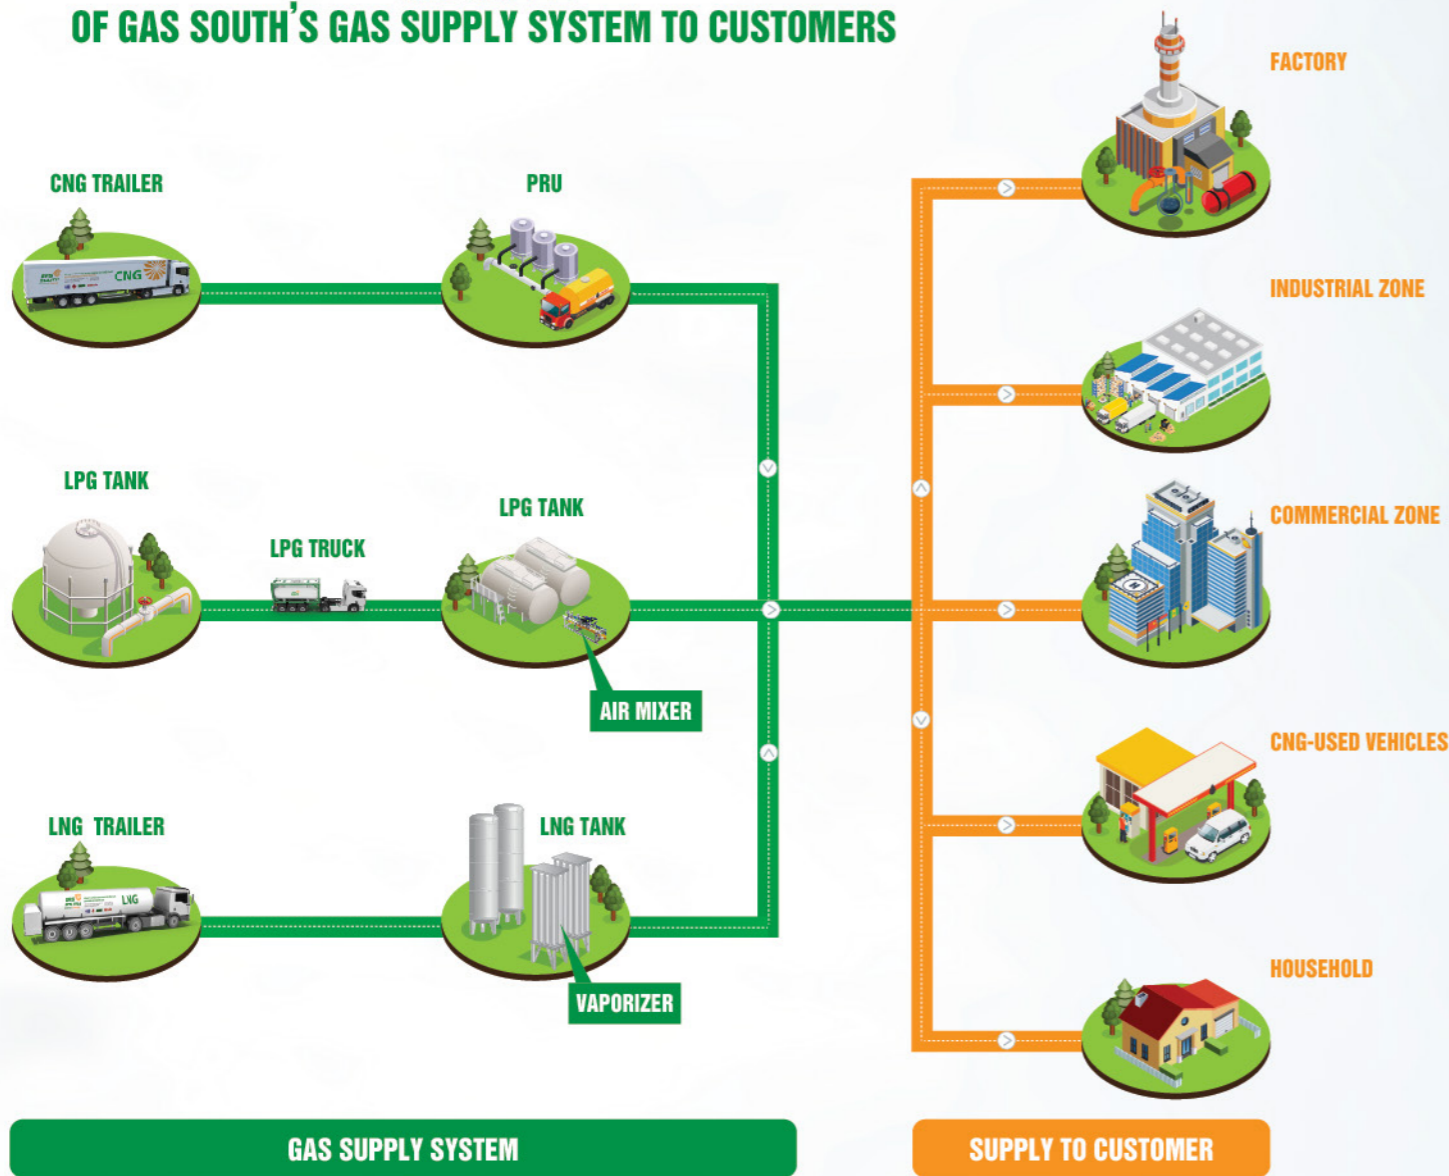 OF GAS SOUTH'S GAS SUPPLY SYSTEM TO CUSTOMERS
FACTORY
CNG TRAILER
PRU
CNG
INDUSTRIAL ZONE
LPG TANK
LPG TANK
COMMERCIAL ZONE
LPG TRUCK
AIR MIXER
CNG-USED VEHICLES
LNG TRAILER
LNG TANK
LNG
HOUSEHOLD
VAPORIZER
GAS SUPPLY SYSTEM
SUPPLY TO CUSTOMER